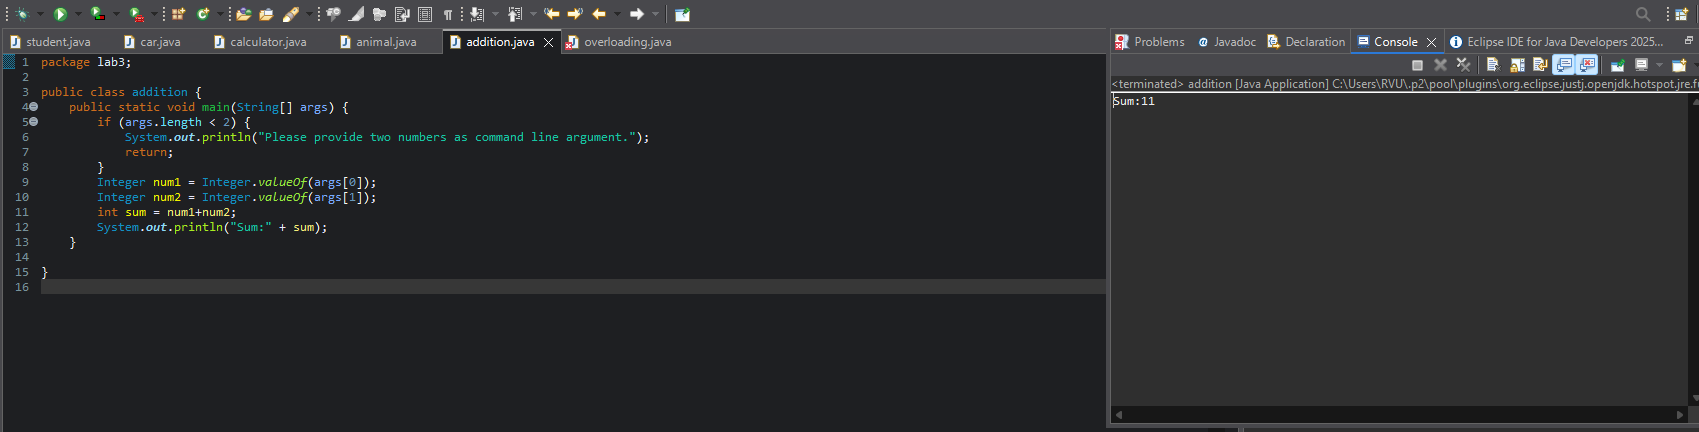 student.java car.java calculator.java animal.java addition.java overloading.java
1 package lab3;
2
3 public class addition {
4 public static void main(String[] args) {
5 if (args.length < 2) {
6 System.out.println("Please provide two numbers as command line argument.");
7 return;
8 }
9 Integer num1 = Integer.valueOf(args[0]);
10 Integer num2 = Integer.valueOf(args[1]);
11 int sum = num1+num2;
12 System.out.println("Sum:" + sum);
13 }
14
15 }
16
Problems Javadoc Declaration Console Eclipse IDE for Java Developers 2025...
<terminated> addition [Java Application] C:\Users\RVU\.p2\pool\plugins\org.eclipse.justj.openjdk.hotspot.jre.f
Sum:11